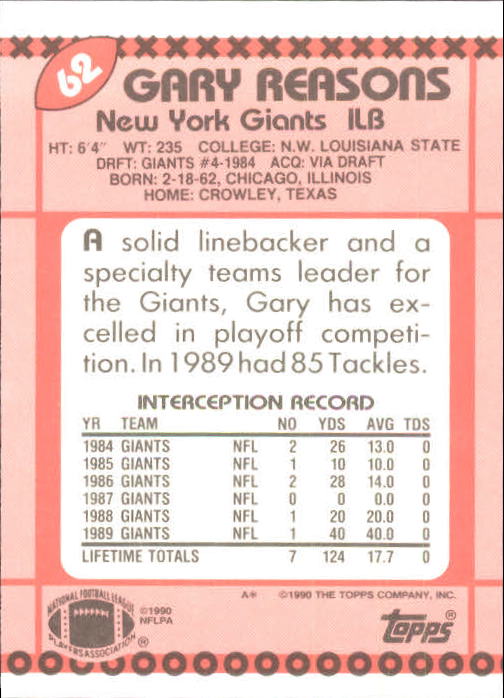 62
GARY REASONS
New York Giants ILB
HT: 6'4" WT: 235 COLLEGE: N.W. LOUISIANA STATE
DRFT: GIANTS #4-1984 ACQ: VIA DRAFT
BORN: 2-18-62, CHICAGO, ILLINOIS
HOME: CROWLEY, TEXAS
A solid linebacker and a
specialty teams leader for
the Giants, Gary has ex-
celled in playoff competi-
tion. In 1989 had 85 Tackles.
INTERCEPTION RECORD
YR TEAM NO YDS AVG TDS
1984 GIANTS NFL 2 26 13.0 0
1985 GIANTS NFL 1 10 10.0 0
1986 GIANTS NFL 2 28 14.0 0
1987 GIANTS NFL 0 0 0.0 0
1988 GIANTS NFL 1 20 20.0 0
1989 GIANTS NFL 1 40 40.0 0
LIFETIME TOTALS 7 124 17.7 0
A* ©1990 THE TOPPS COMPANY, INC.
NATIONAL FOOTBALL LEAGUE
PLAYERS ASSOCIATION ®
©1990
NFLPA
topps®